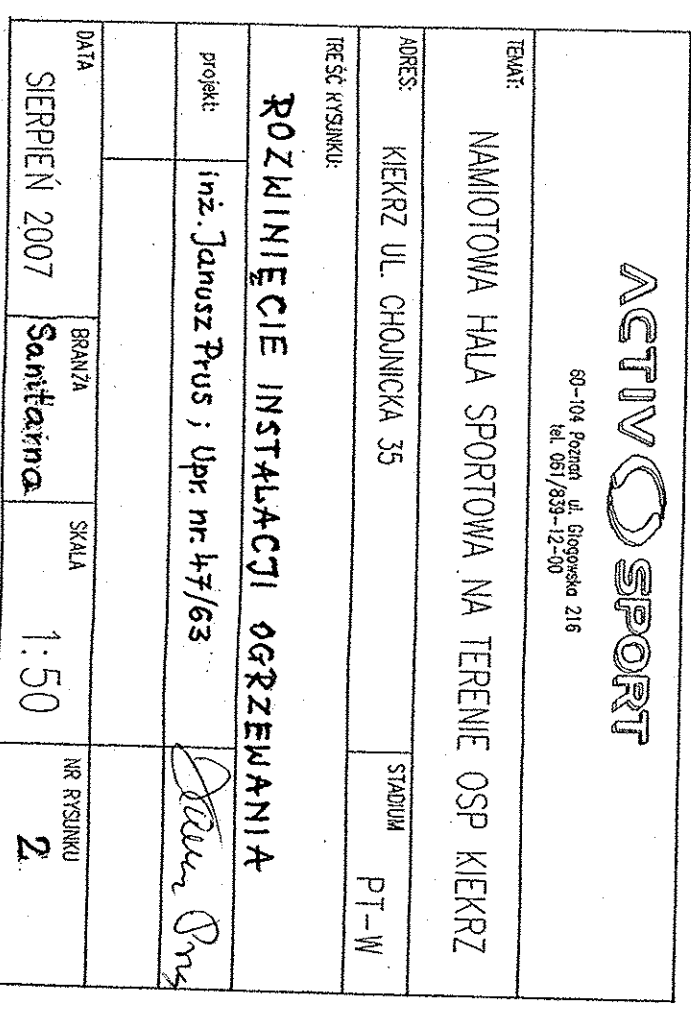 ACTIV SPORT
60-104 Poznań ul. Głogowska 216
tel. 061/839-12-00
TEMAT:
NAMIOTOWA HALA SPORTOWA NA TERENIE OSP KIEKRZ
ADRES:
KIEKRZ UL. CHOJNICKA 35
STADIUM
PT-W
TREŚĆ RYSUNKU:
ROZWINIĘCIE INSTALACJI OGRZEWANIA
projekt:
inż. Janusz Prus ; Upr. nr. 47/63
Janusz Prus
DATA
SIERPIEŃ 2007
BRANŻA
Sanitarna
SKALA
1:50
NR RYSUNKU
2